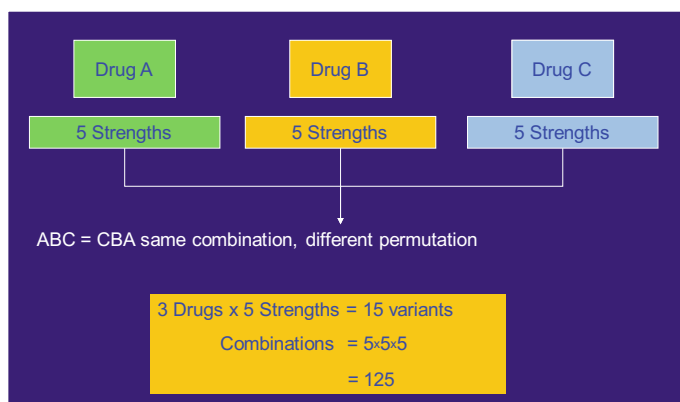 Drug A
Drug B
Drug C
5 Strengths
5 Strengths
5 Strengths
ABC = CBA same combination, different permutation
3 Drugs x 5 Strengths = 15 variants
Combinations = 5x5x5
= 125